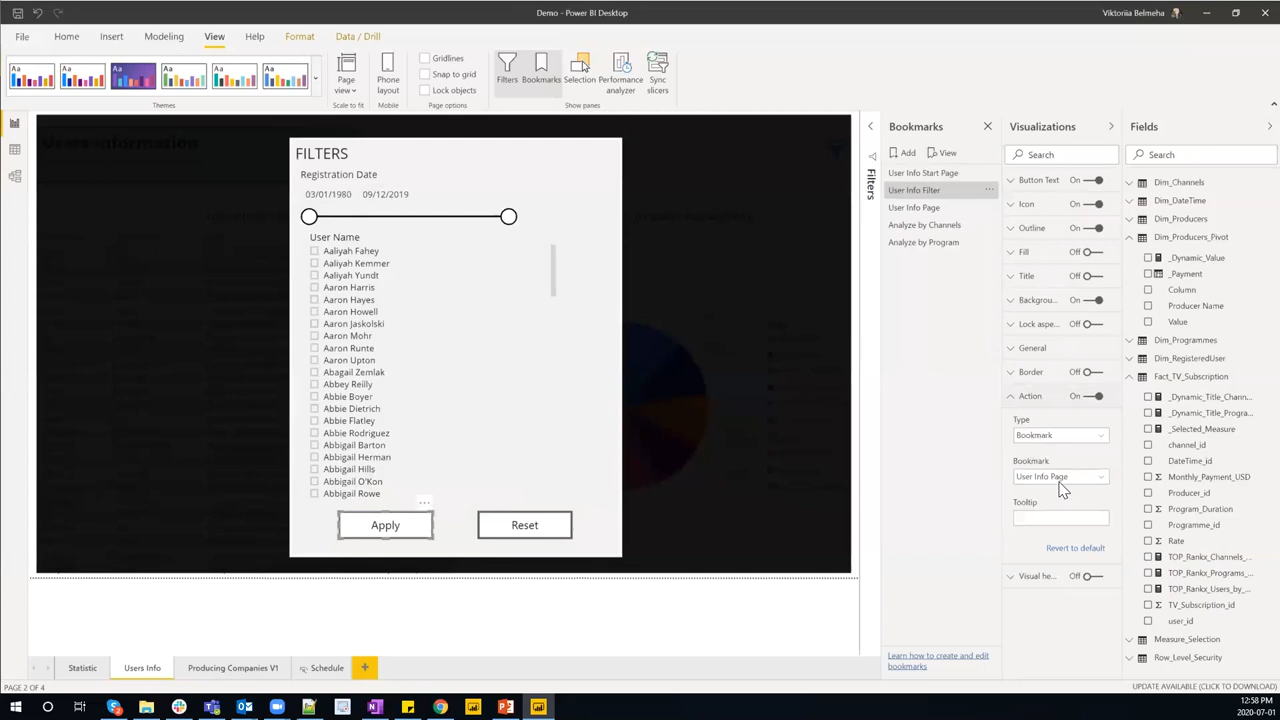 Demo - Power BI Desktop
Viktoriia Belmeha
File Home Insert Modeling View Help Format Data / Drill
Aa Aa Aa Aa Aa
Page view
Phone layout
Gridlines
Snap to grid
Lock objects
Filters
Bookmarks
Selection
Performance analyzer
Sync slicers
Themes
Scale to fit
Mobile
Page options
Show panes
Users Information
FILTERS
Registration Date
03/01/1980 09/12/2019
User Name
Aaliyah Fahey
Aaliyah Kemmer
Aaliyah Yundt
Aaron Harris
Aaron Hayes
Aaron Howell
Aaron Jaskolski
Aaron Mohr
Aaron Runte
Aaron Upton
Abagail Zemlak
Abbey Reilly
Abbie Boyer
Abbie Dietrich
Abbie Flatley
Abbie Rodriguez
Abbigail Barton
Abbigail Herman
Abbigail Hills
Abbigail O'Kon
Abbigail Rowe
...
Apply
Reset
Filters
Bookmarks
Add View
User Info Start Page
User Info Filter ...
User Info Page
Analyze by Channels
Analyze by Program
Learn how to create and edit
bookmarks
Visualizations
Search
Button Text On
Icon On
Outline On
Fill Off
Title Off
Backgrou... On
Lock aspe... Off
General
Border Off
Action On
Type
Bookmark
Bookmark
User Info Page
Tooltip
Revert to default
Visual he... Off
Fields
Search
Dim_Channels
Dim_DateTime
Dim_Producers
Dim_Producers_Pivot
_Dynamic_Value
_Payment
Column
Producer Name
Value
Dim_Programmes
Dim_RegisteredUser
Fact_TV_Subscription
_Dynamic_Title_Chann...
_Dynamic_Title_Progra...
_Selected_Measure
channel_id
DateTime_id
Monthly_Payment_USD
Producer_id
Program_Duration
Programme_id
Rate
TOP_Rankx_Channels_...
TOP_Rankx_Programs_...
TOP_Rankx_Users_by_...
TV_Subscription_id
user_id
Measure_Selection
Row_Level_Security
Statistic Users Info Producing Companies V1 Schedule
PAGE 2 OF 4
UPDATE AVAILABLE (CLICK TO DOWNLOAD)
12:58 PM
2020-07-01